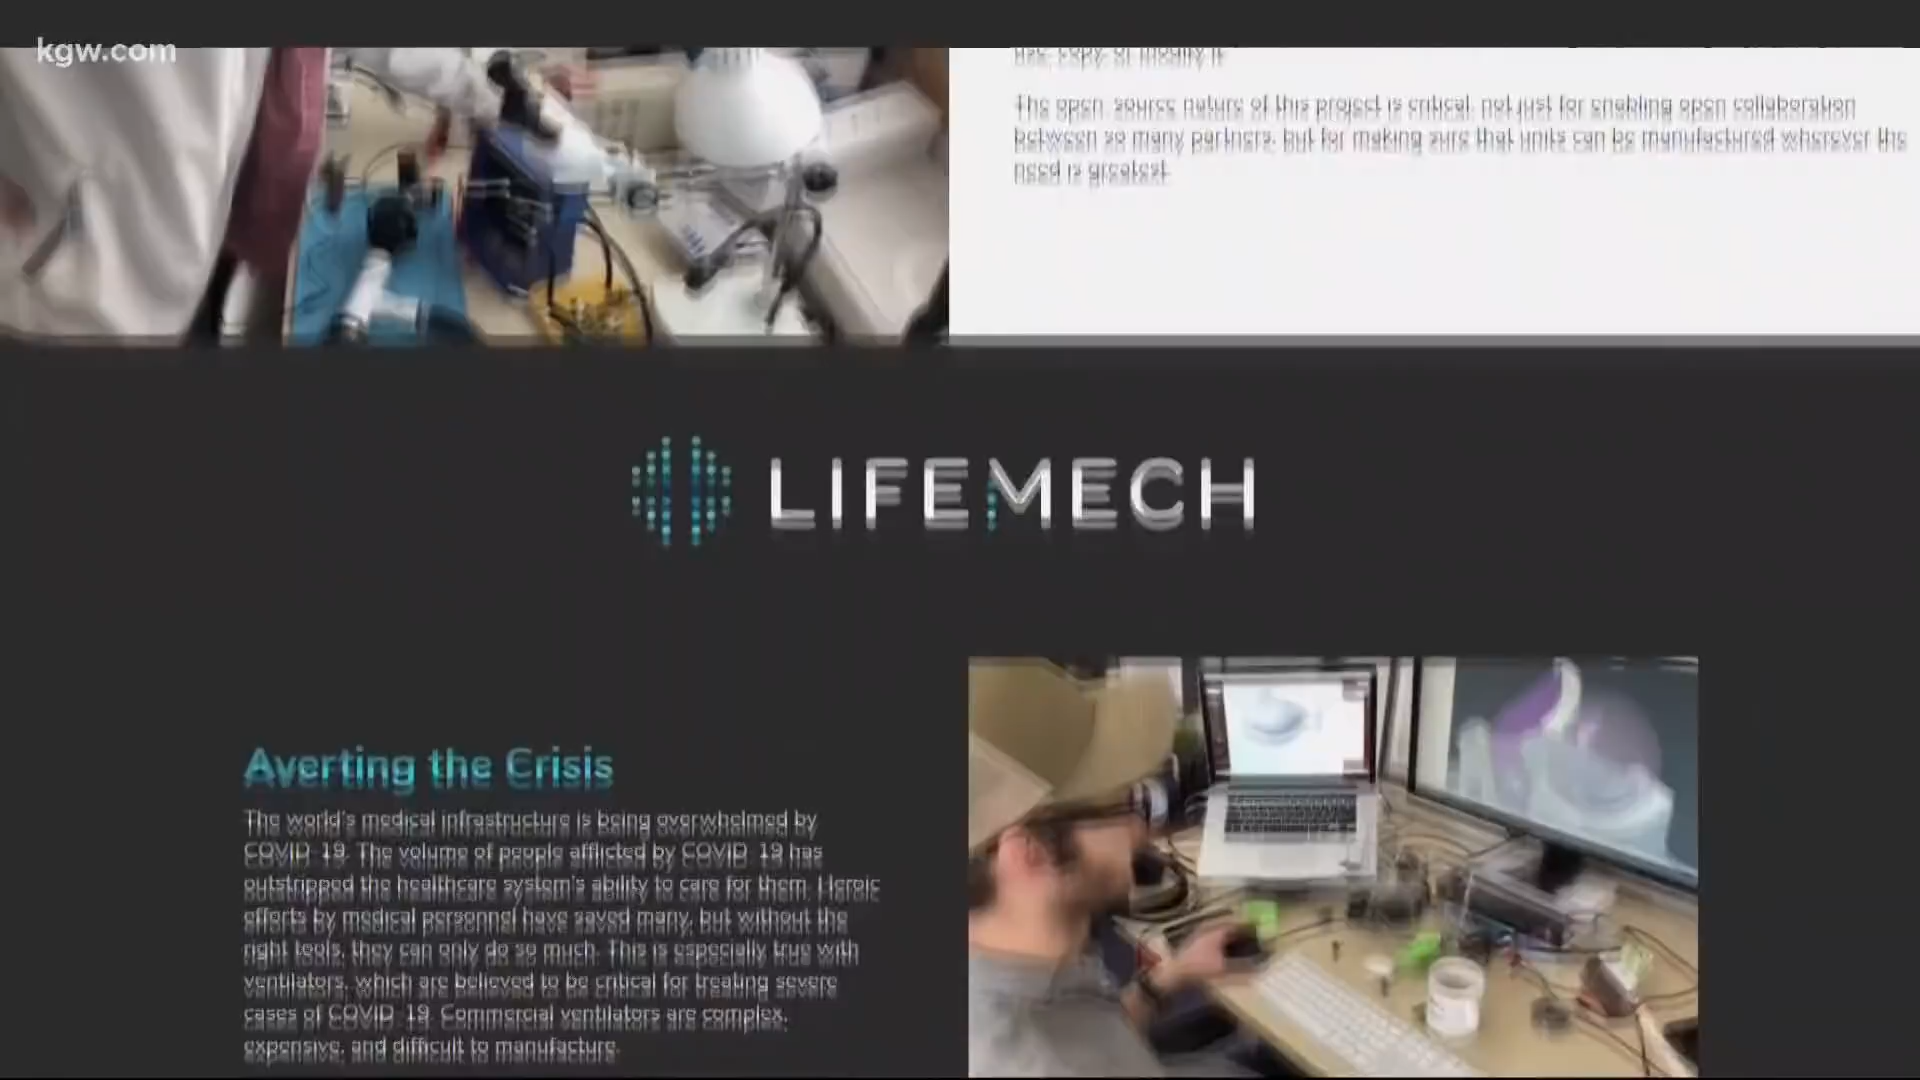 kgw.com
use, copy, or modify it
The open-source nature of this project is critical, not just for enabling open collaboration
between so many partners, but for making sure that units can be manufactured wherever the
need is greatest.
LIFEMECH
Averting the Crisis
The world's medical infrastructure is being overwhelmed by
COVID-19. The volume of people afflicted by COVID-19 has
outstripped the healthcare system's ability to care for them. Heroic
efforts by medical personnel have saved many, but without the
right tools, they can only do so much. This is especially true with
ventilators, which are believed to be critical for treating severe
cases of COVID-19. Commercial ventilators are complex,
expensive, and difficult to manufacture.